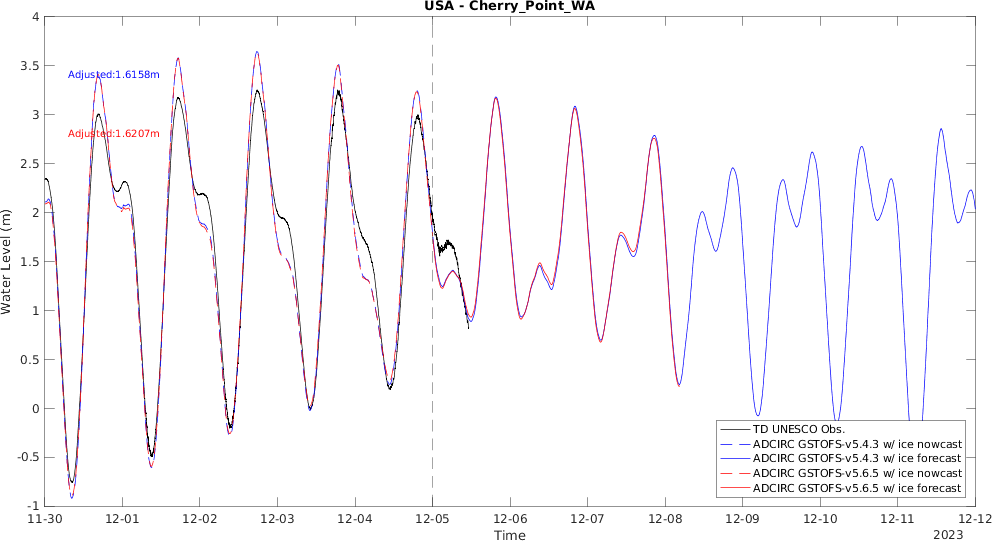 USA - Cherry_Point_WA
Water Level (m)
4
3.5
3
2.5
2
1.5
1
0.5
0
-0.5
-1
Adjusted:1.6158m
Adjusted:1.6207m
TD UNESCO Obs.
ADCIRC GSTOFS-v5.4.3 w/ ice nowcast
ADCIRC GSTOFS-v5.4.3 w/ ice forecast
ADCIRC GSTOFS-v5.6.5 w/ ice nowcast
ADCIRC GSTOFS-v5.6.5 w/ ice forecast
11-30 12-01 12-02 12-03 12-04 12-05 12-06 12-07 12-08 12-09 12-10 12-11 12-12
Time
2023